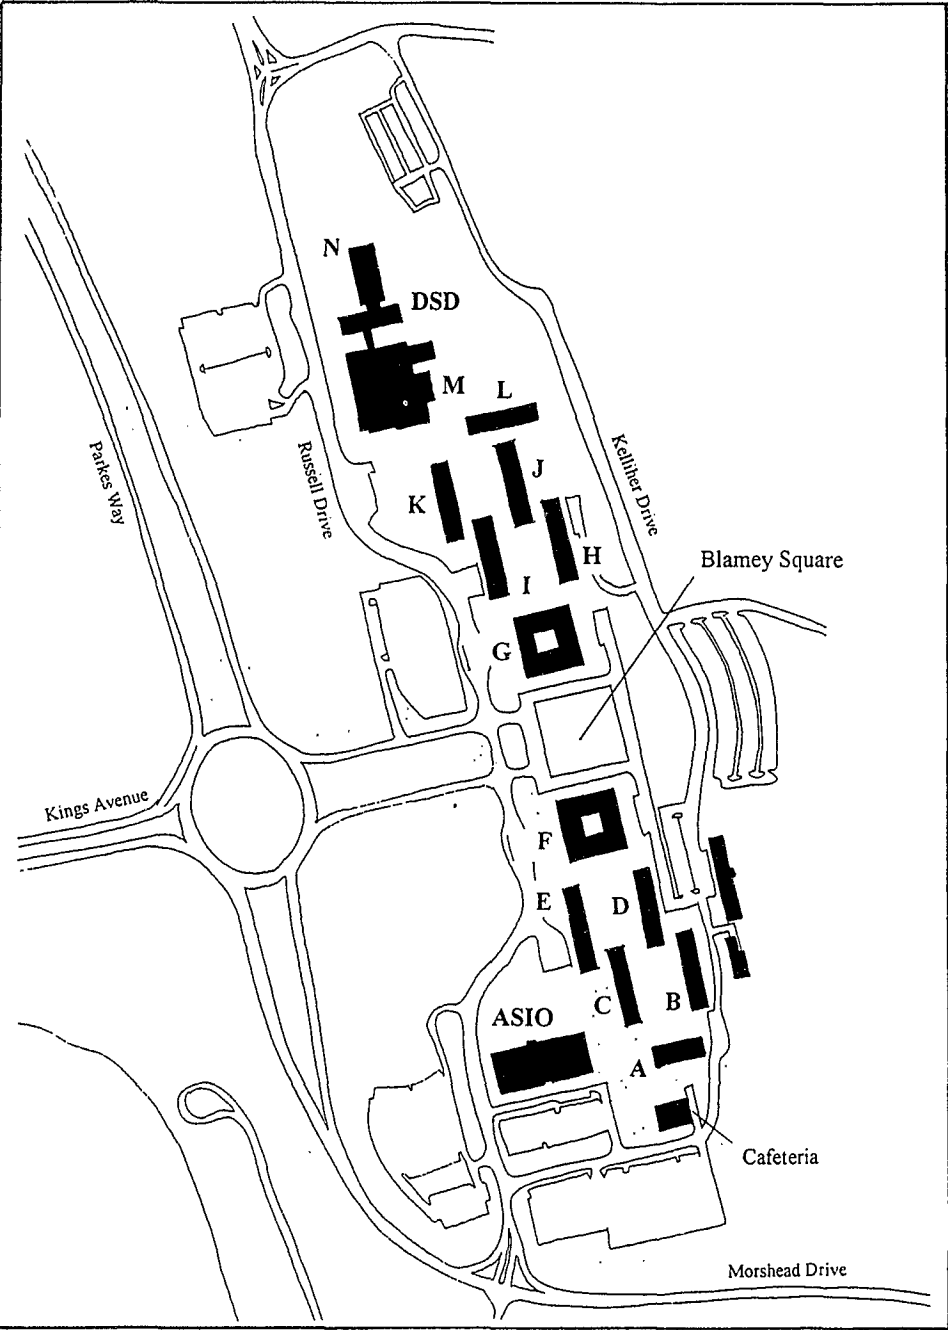 N
DSD
M
L
Parkes Way
Russell Drive
J
Kelliher Drive
K
H
Blamey Square
I
G
Kings Avenue
F
E
D
C
B
ASIO
A
Cafeteria
Morshead Drive